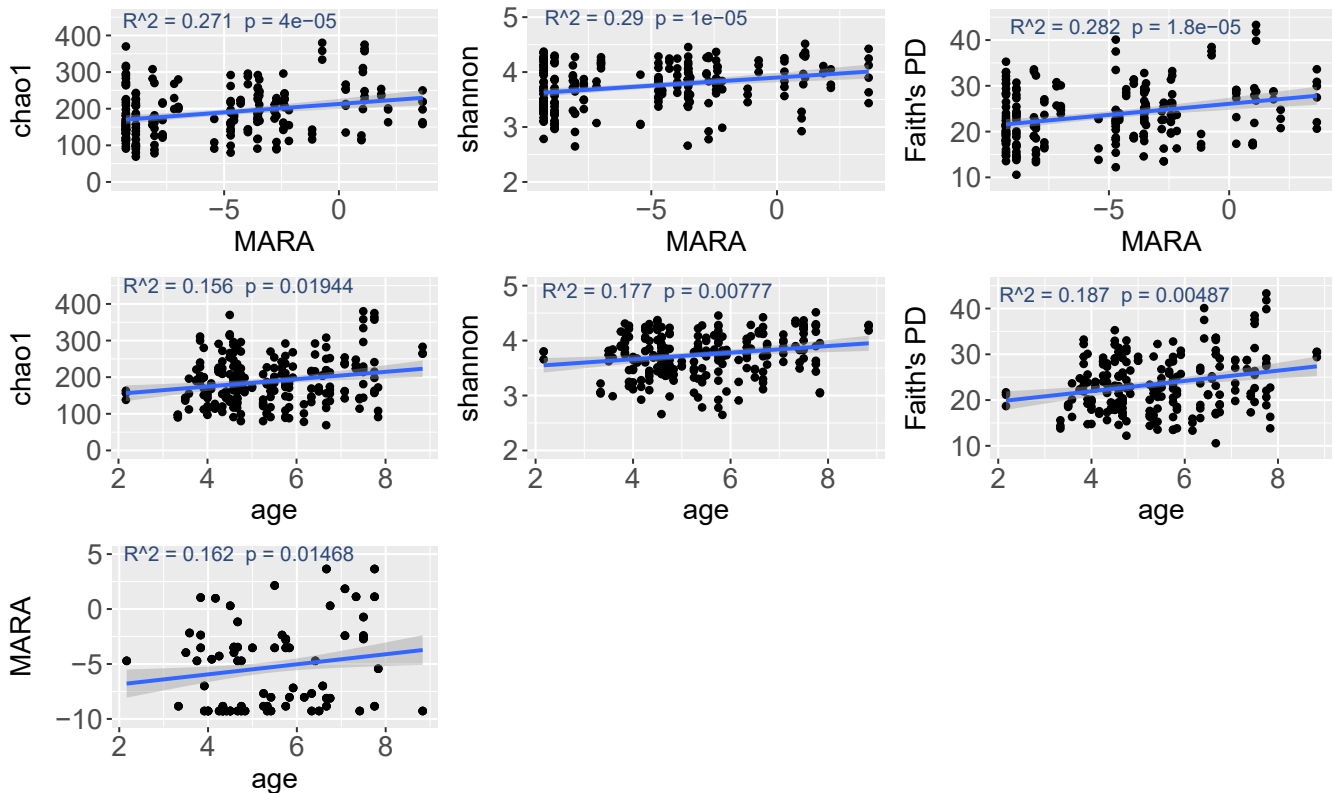 R^2 = 0.271  p = 4e−05
400
300
200
100
0
chao1
−5
0
MARA
R^2 = 0.29  p = 1e−05
5
4
3
2
shannon
−5
0
MARA
R^2 = 0.282  p = 1.8e−05
40
30
20
10
Faith's PD
−5
0
MARA
R^2 = 0.156  p = 0.01944
400
300
200
100
0
chao1
2
4
6
8
age
R^2 = 0.177  p = 0.00777
5
4
3
2
shannon
2
4
6
8
age
R^2 = 0.187  p = 0.00487
40
30
20
10
Faith's PD
2
4
6
8
age
R^2 = 0.162  p = 0.01468
5
0
−5
−10
MARA
2
4
6
8
age